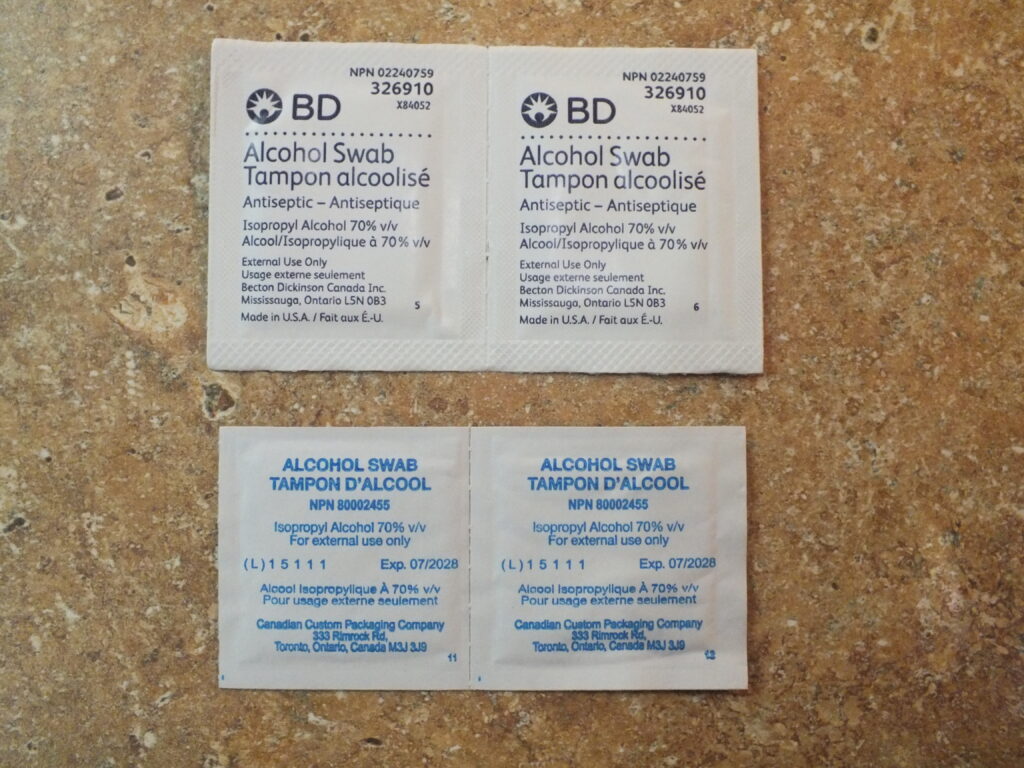 NPN 02240759
326910
X84052
BD
Alcohol Swab
Tampon alcoolisé
Antiseptic – Antiseptique
Isopropyl Alcohol 70% v/v
Alcool/Isopropylique à 70% v/v
External Use Only
Usage externe seulement
Becton Dickinson Canada Inc.
Mississauga, Ontario L5N 0B3
5
Made in U.S.A. / Fait aux É.-U.
NPN 02240759
326910
X84052
BD
Alcohol Swab
Tampon alcoolisé
Antiseptic – Antiseptique
Isopropyl Alcohol 70% v/v
Alcool/Isopropylique à 70% v/v
External Use Only
Usage externe seulement
Becton Dickinson Canada Inc.
Mississauga, Ontario L5N 0B3
6
Made in U.S.A. / Fait aux É.-U.
ALCOHOL SWAB
TAMPON D'ALCOOL
NPN 80002455
Isopropyl Alcohol 70% v/v
For external use only
(L)15111 Exp. 07/2028
Alcool Isopropylique À 70% v/v
Pour usage externe seulement
Canadian Custom Packaging Company
333 Rimrock Rd,
Toronto, Ontario, Canada M3J 3J9
11
ALCOHOL SWAB
TAMPON D'ALCOOL
NPN 80002455
Isopropyl Alcohol 70% v/v
For external use only
(L)15111 Exp. 07/2028
Alcool Isopropylique À 70% v/v
Pour usage externe seulement
Canadian Custom Packaging Company
333 Rimrock Rd,
Toronto, Ontario, Canada M3J 3J9